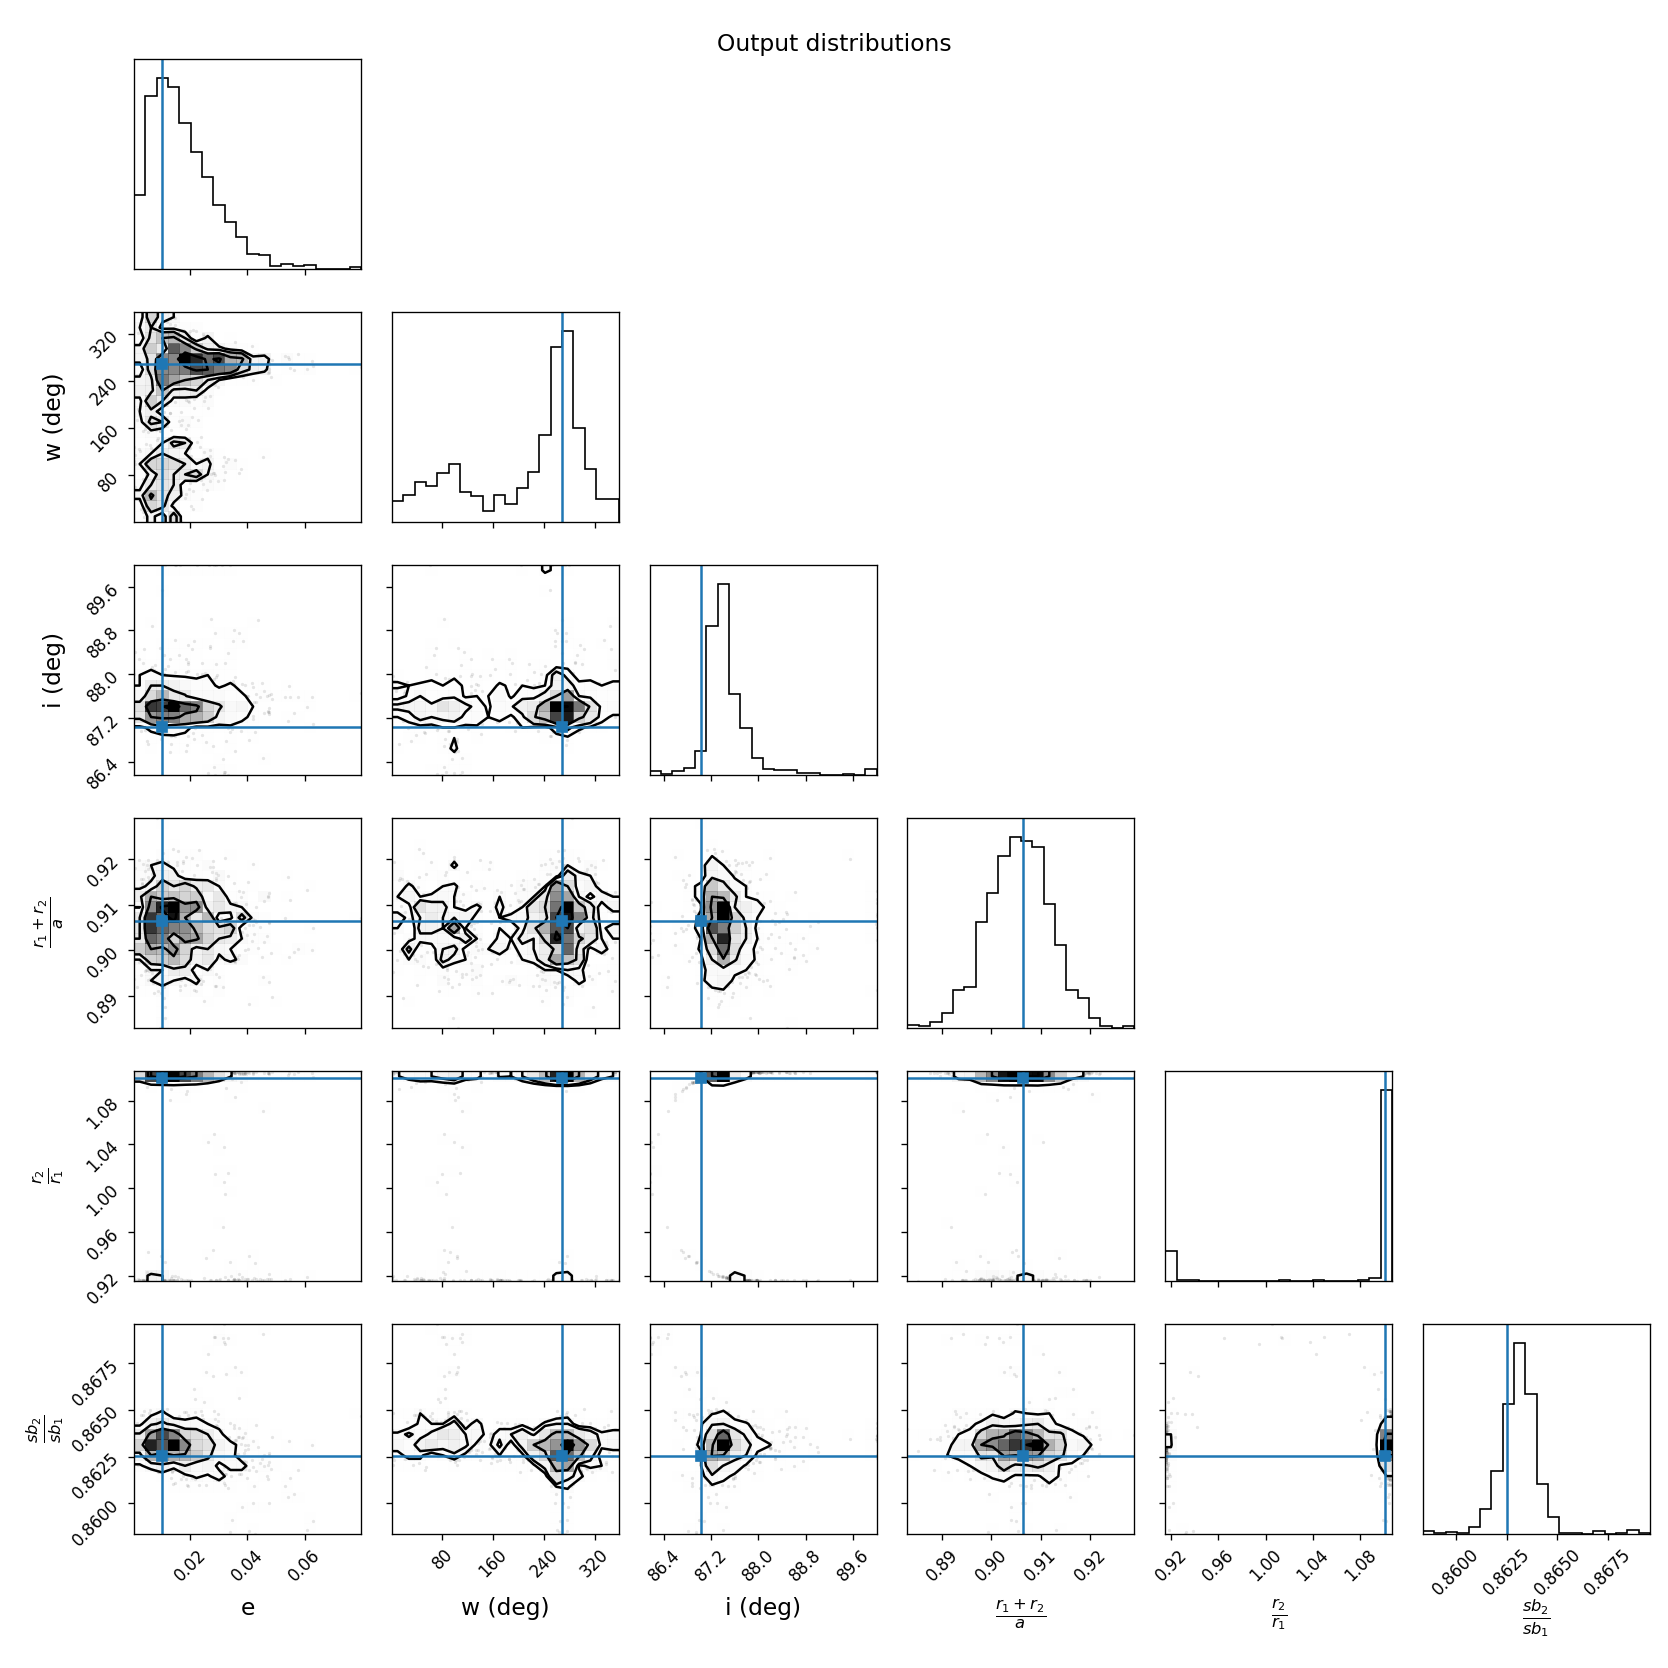 Output distributions
w (deg)
320
240
160
80
i (deg)
89.6
88.8
88.0
87.2
86.4
r₁ + r₂
a
0.92
0.91
0.90
0.89
r₂
r₁
1.08
1.04
1.00
0.96
0.92
sb₂
sb₁
0.8675
0.8650
0.8625
0.8600
0.02 0.04 0.06 80 160 240 320 86.4 87.2 88.0 88.8 89.6 0.89 0.90 0.91 0.92 0.92 0.96 1.00 1.04 1.08 0.8600 0.8625 0.8650 0.8675
e w (deg) i (deg)
r₁ + r₂
a
r₂
r₁
sb₂
sb₁